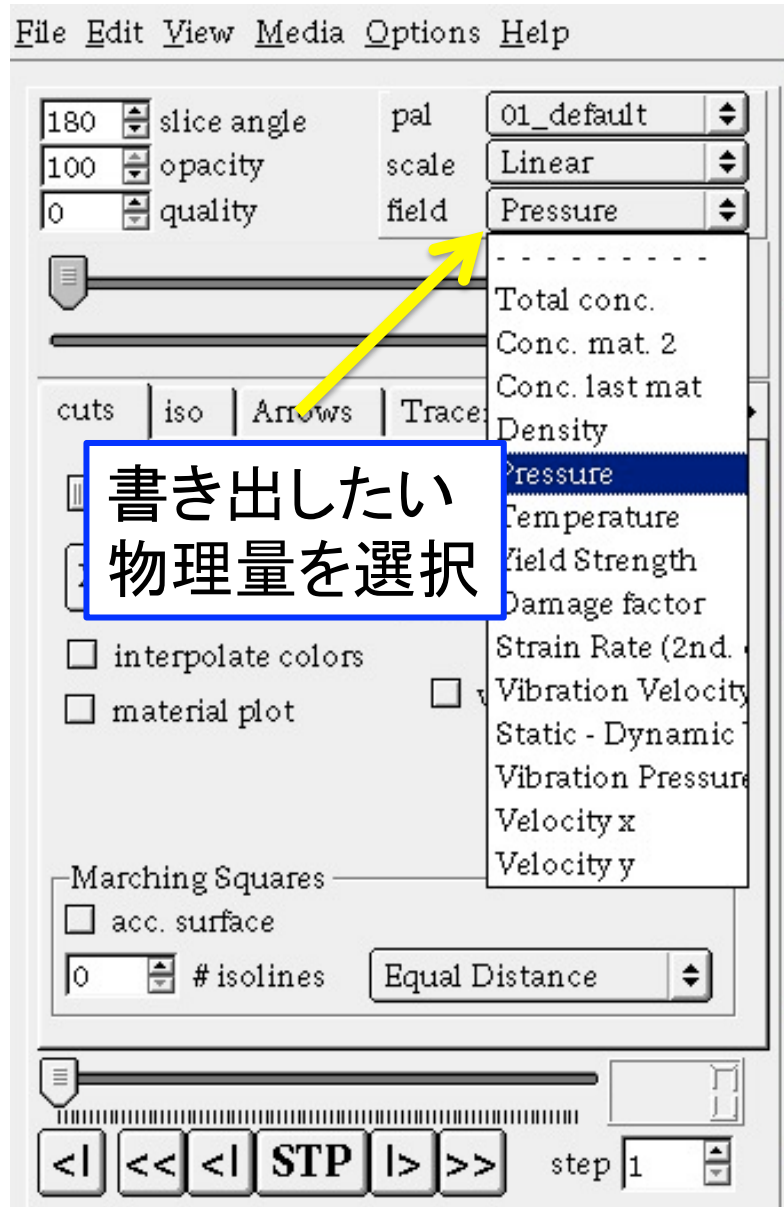 File Edit View Media Options Help
180 slice angle pal 01_default
100 opacity scale Linear
0 quality field Pressure
- - - - - - - - -
Total conc.
Conc. mat. 2
Conc. last mat
Density
Pressure
Temperature
Yield Strength
Damage factor
Strain Rate (2nd.
Vibration Velocity
Static - Dynamic
Vibration Pressure
Velocity x
Velocity y
cuts iso Arrows
書き出したい
物理量を選択
interpolate colors
material plot
Marching Squares
acc. surface
0 # isolines Equal Distance
0
<| << <| STP |> >> step 1